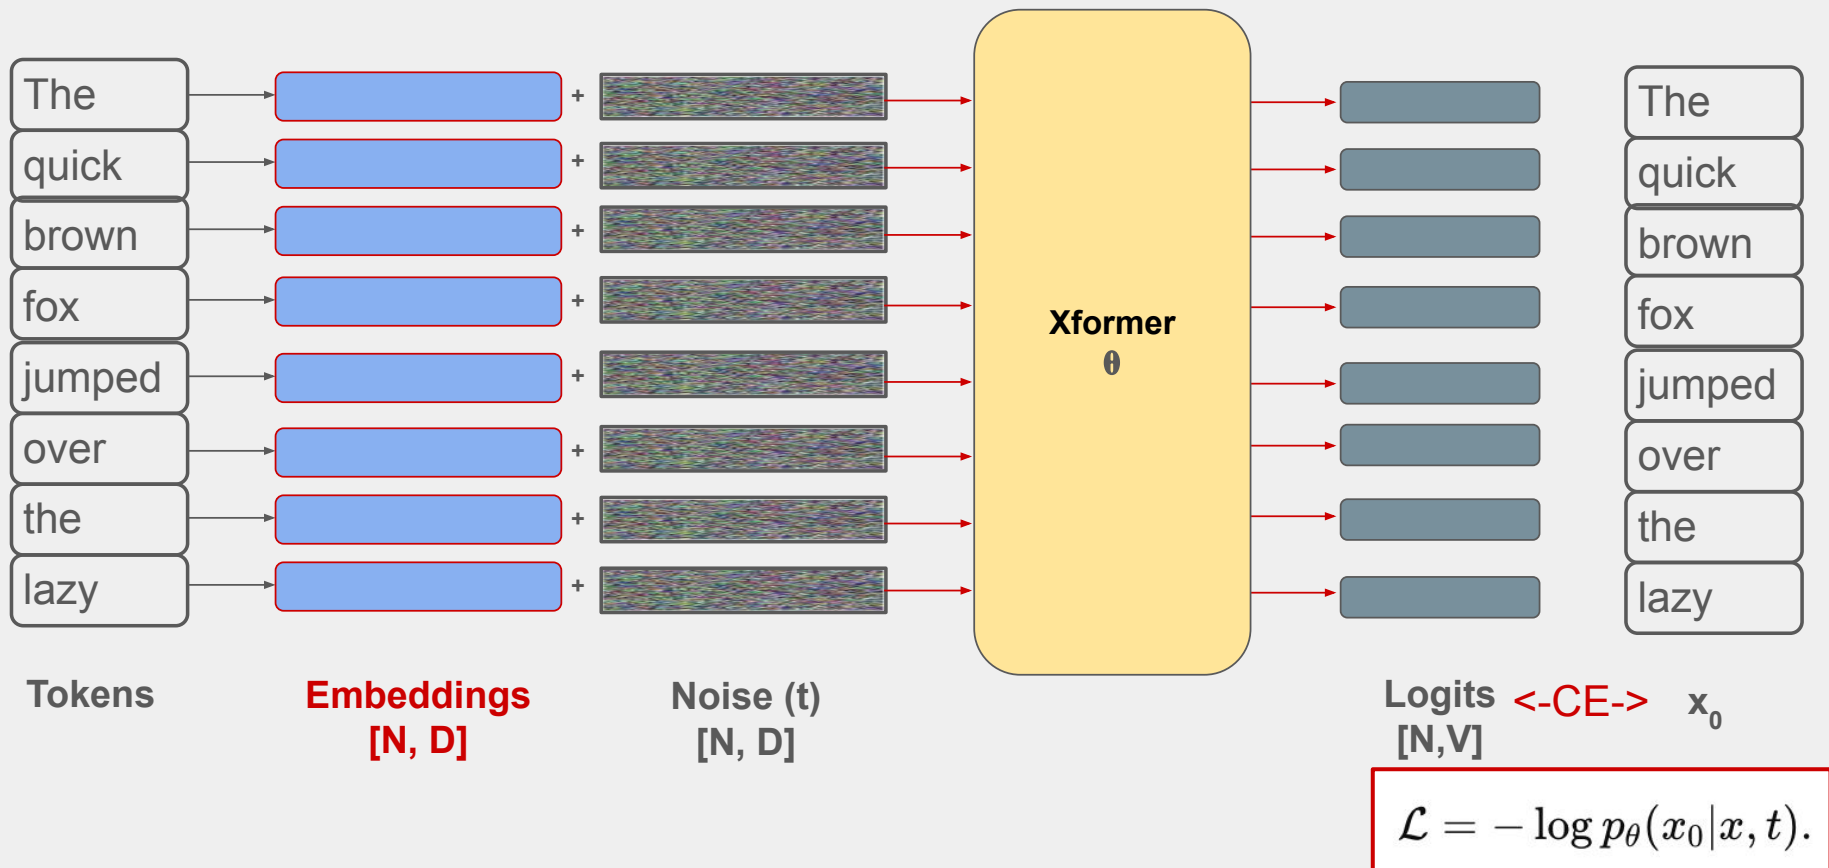 The
quick
brown
fox
jumped
over
the
lazy
Tokens
Embeddings
[N, D]
+
+
+
+
+
+
+
+
Noise (t)
[N, D]
Xformer
θ
Logits
[N,V]
<-CE->
The
quick
brown
fox
jumped
over
the
lazy
x₀
ℒ = − log pθ(x₀|x, t).